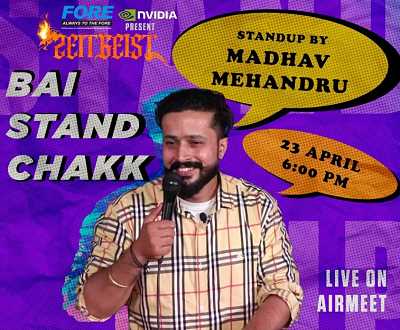 FORE
ALWAYS TO THE FORE
NVIDIA
PRESENT
ZEITGEIST
BAI
STAND
CHAKK
STANDUP BY
MADHAV
MEHANDRU
23 APRIL
6:00 PM
LIVE ON
AIRMEET